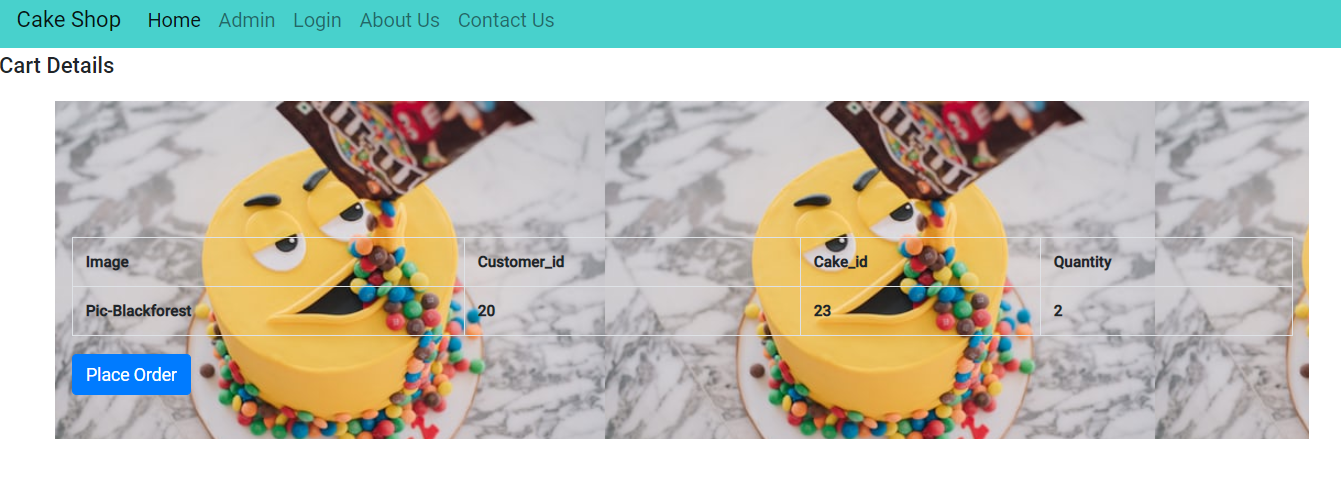 Cake Shop Home Admin Login About Us Contact Us
Cart Details
Image Customer_id Cake_id Quantity
Pic-Blackforest 20 23 2
Place Order